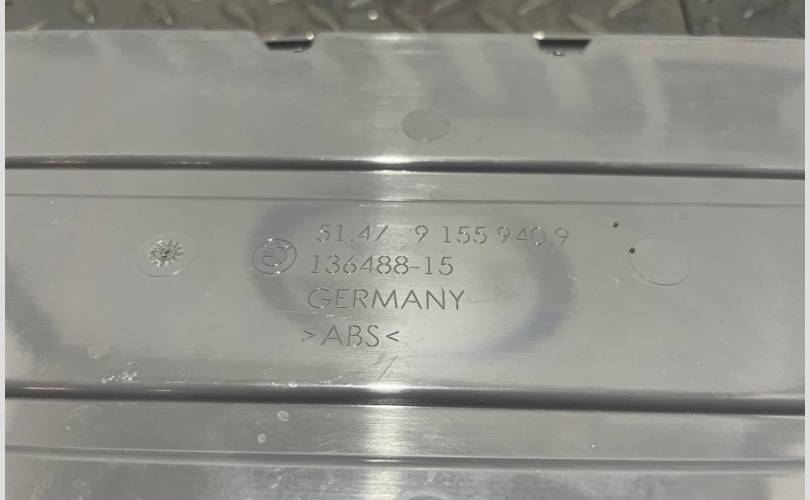 51.47 9 155 940.9
136488-15
GERMANY
>ABS<